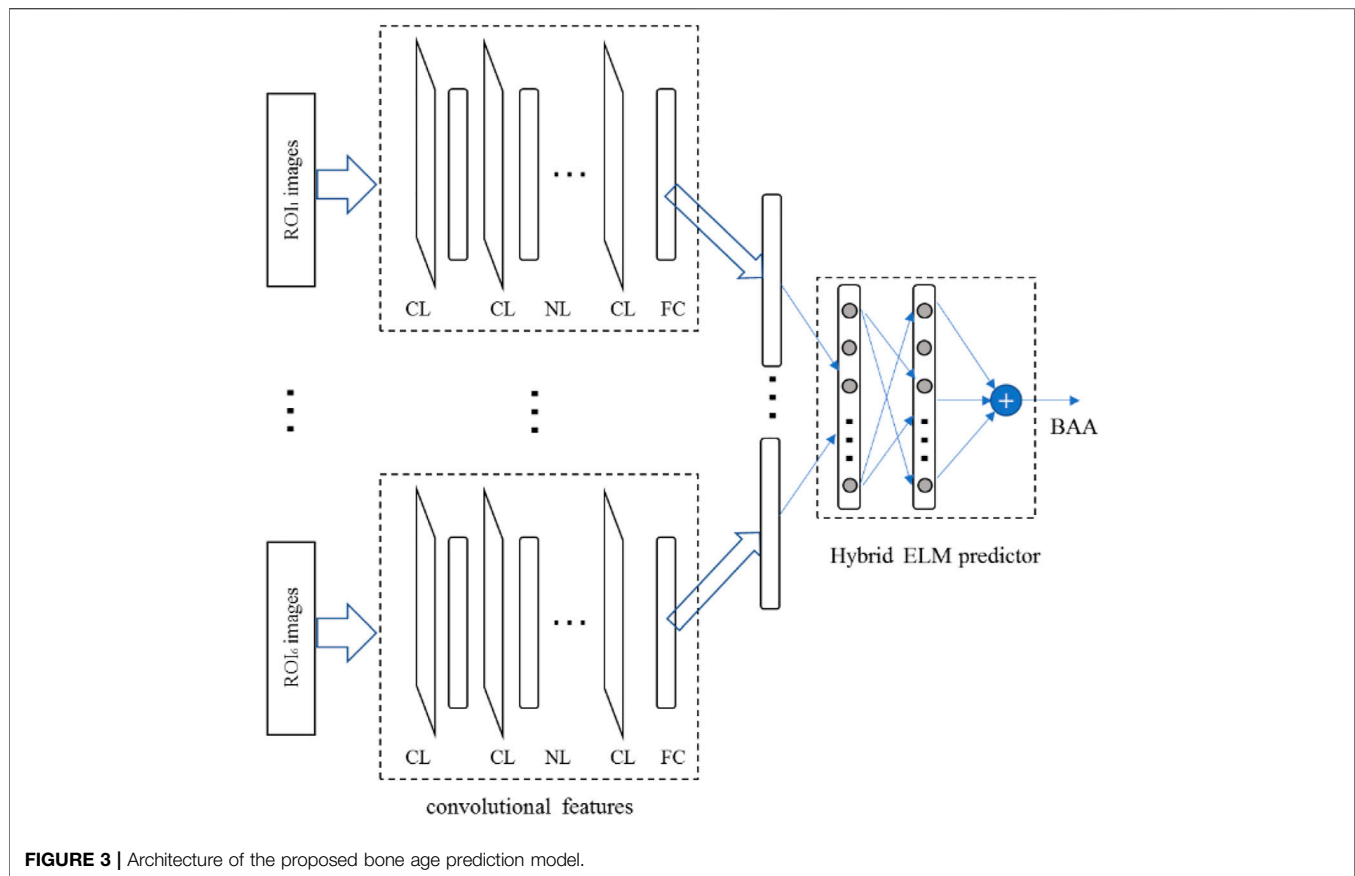 ROI₁ images
CL CL NL CL FC
BAA
Hybrid ELM predictor
ROI₆ images
CL CL NL CL FC
convolutional features
FIGURE 3 | Architecture of the proposed bone age prediction model.